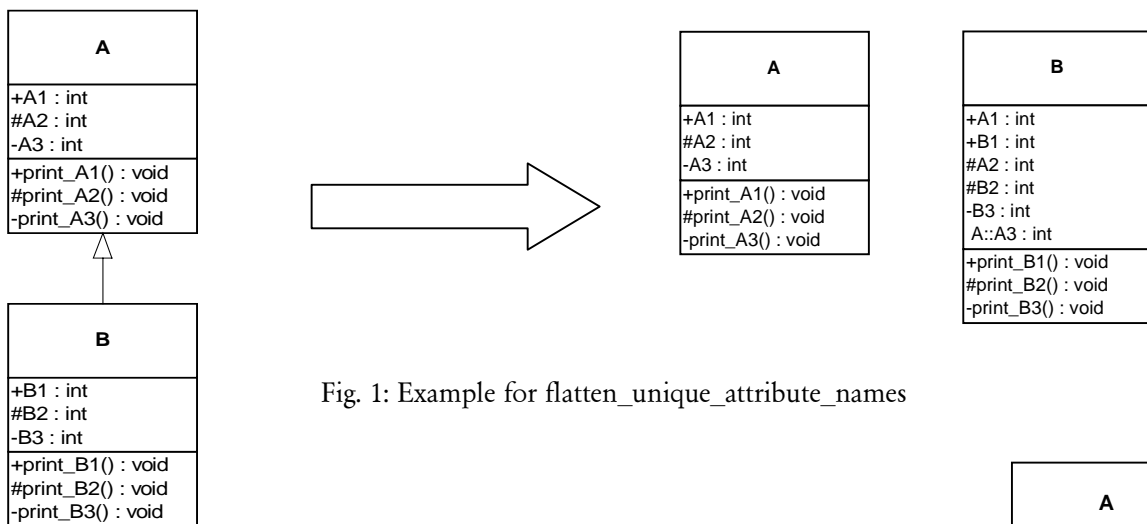 A
+A1 : int
#A2 : int
-A3 : int
+print_A1() : void
#print_A2() : void
-print_A3() : void
B
+B1 : int
#B2 : int
-B3 : int
+print_B1() : void
#print_B2() : void
-print_B3() : void
A
+A1 : int
#A2 : int
-A3 : int
+print_A1() : void
#print_A2() : void
-print_A3() : void
B
+A1 : int
+B1 : int
#A2 : int
#B2 : int
-B3 : int
A::A3 : int
+print_B1() : void
#print_B2() : void
-print_B3() : void
Fig. 1: Example for flatten_unique_attribute_names
A